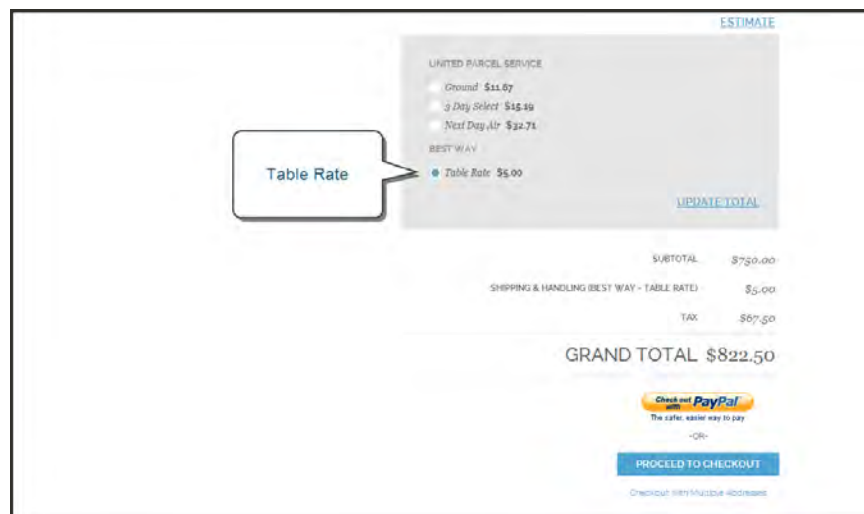 ESTIMATE
UNITED PARCEL SERVICE
Ground $11.67
3 Day Select $15.19
Next Day Air $32.71
BEST WAY
Table Rate
Table Rate $5.00
UPDATE TOTAL
SUBTOTAL $750.00
SHIPPING & HANDLING (BEST WAY - TABLE RATE) $5.00
TAX $67.50
GRAND TOTAL $822.50
Check out with PayPal
The safer, easier way to pay
-OR-
PROCEED TO CHECKOUT
Checkout with Multiple Addresses